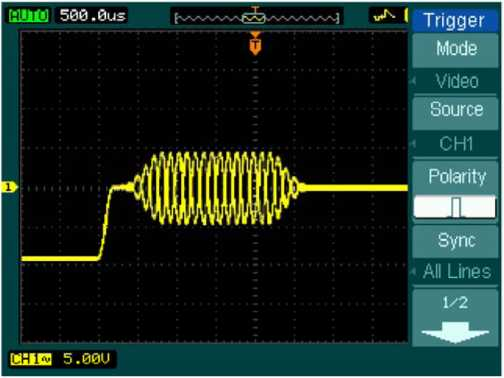 AUTO 500.0us
T
T
Trigger
Mode
Video
Source
CH1
Polarity
Sync
All Lines
1/2
1
CH1~ 5.00V